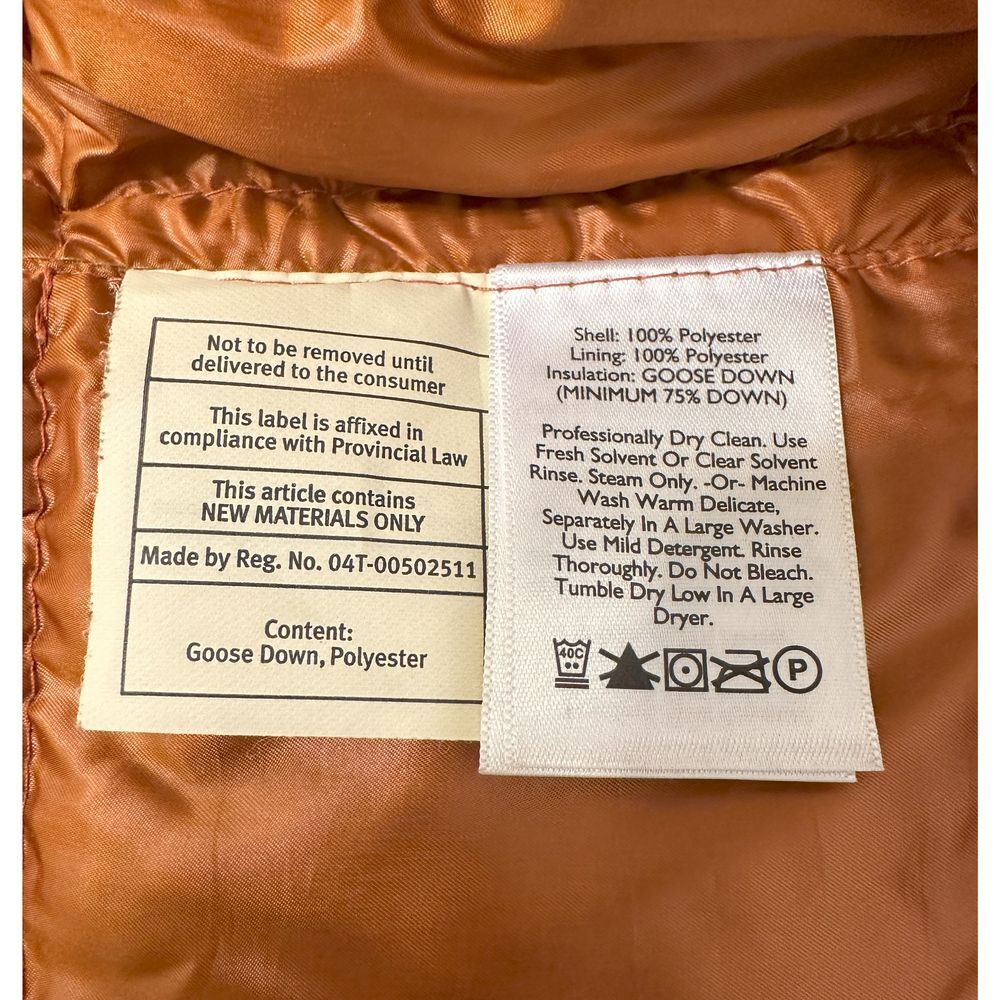 Not to be removed until
delivered to the consumer
This label is affixed in
compliance with Provincial Law
This article contains
NEW MATERIALS ONLY
Made by Reg. No. 04T-00502511
Content:
Goose Down, Polyester
Shell: 100% Polyester
Lining: 100% Polyester
Insulation: GOOSE DOWN
(MINIMUM 75% DOWN)
Professionally Dry Clean. Use
Fresh Solvent Or Clear Solvent
Rinse. Steam Only. -Or- Machine
Wash Warm Delicate,
Separately In A Large Washer.
Use Mild Detergent. Rinse
Thoroughly. Do Not Bleach.
Tumble Dry Low In A Large
Dryer.
40C P